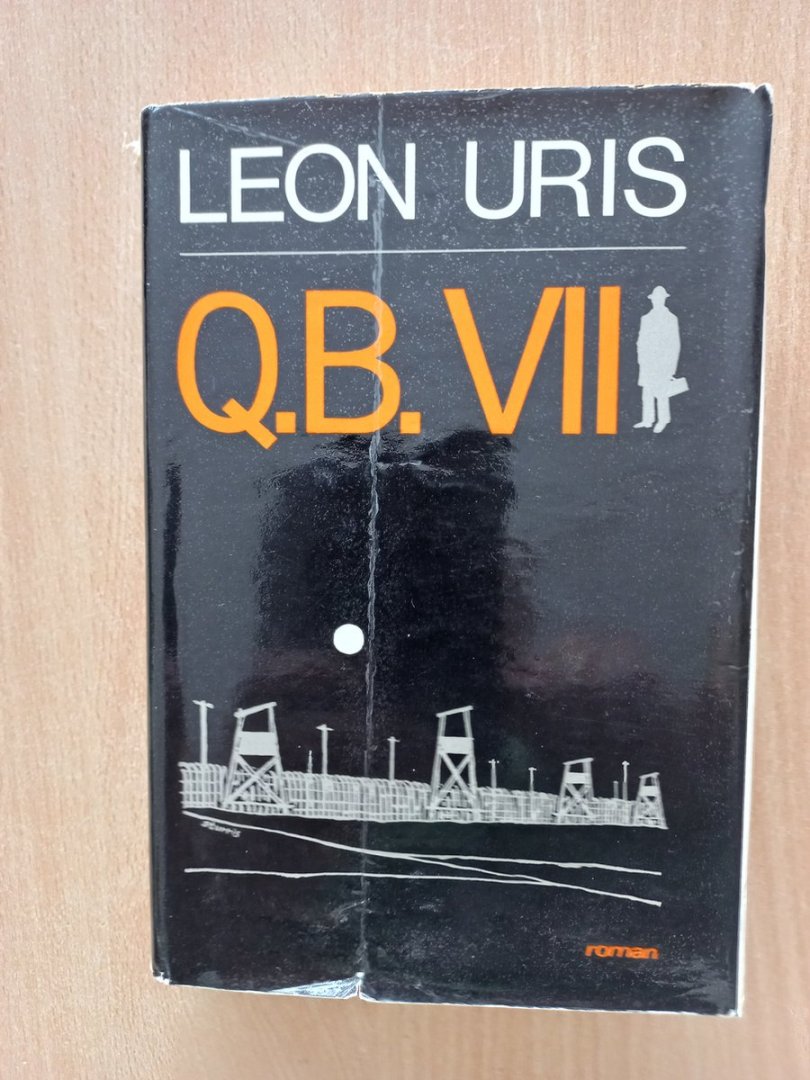 LEON URIS
Q.B. VII
roman